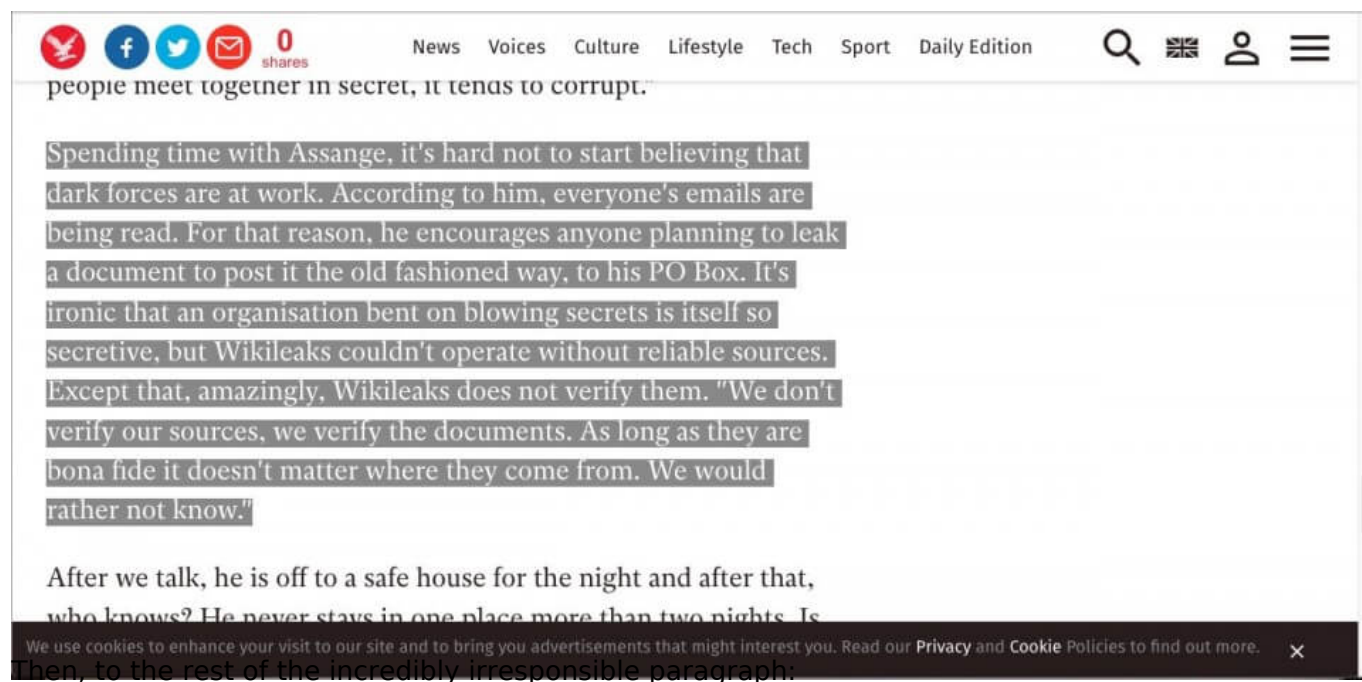 f
0
shares
News Voices Culture Lifestyle Tech Sport Daily Edition
people meet together in secret, it tends to corrupt."
Spending time with Assange, it's hard not to start believing that
dark forces are at work. According to him, everyone's emails are
being read. For that reason, he encourages anyone planning to leak
a document to post it the old fashioned way, to his PO Box. It's
ironic that an organisation bent on blowing secrets is itself so
secretive, but Wikileaks couldn't operate without reliable sources.
Except that, amazingly, Wikileaks does not verify them. "We don't
verify our sources, we verify the documents. As long as they are
bona fide it doesn't matter where they come from. We would
rather not know."
After we talk, he is off to a safe house for the night and after that,
who knows? He never stays in one place more than two nights. Is
We use cookies to enhance your visit to our site and to bring you advertisements that might interest you. Read our Privacy and Cookie Policies to find out more. ×
Then, to the rest of the incredibly irresponsible paragraph: